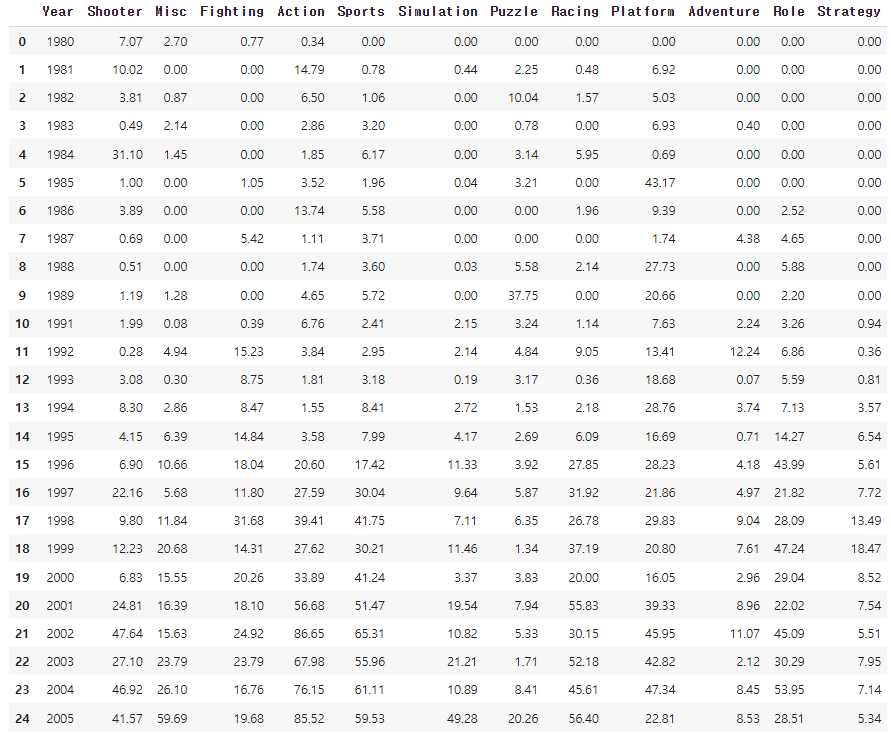 Year Shooter Misc Fighting Action Sports Simulation Puzzle Racing Platform Adventure Role Strategy
0 1980 7.07 2.70 0.77 0.34 0.00 0.00 0.00 0.00 0.00 0.00 0.00 0.00
1 1981 10.02 0.00 0.00 14.79 0.78 0.44 2.25 0.48 6.92 0.00 0.00 0.00
2 1982 3.81 0.87 0.00 6.50 1.06 0.00 10.04 1.57 5.03 0.00 0.00 0.00
3 1983 0.49 2.14 0.00 2.86 3.20 0.00 0.78 0.00 6.93 0.40 0.00 0.00
4 1984 31.10 1.45 0.00 1.85 6.17 0.00 3.14 5.95 0.69 0.00 0.00 0.00
5 1985 1.00 0.00 1.05 3.52 1.96 0.04 3.21 0.00 43.17 0.00 0.00 0.00
6 1986 3.89 0.00 0.00 13.74 5.58 0.00 0.00 1.96 9.39 0.00 2.52 0.00
7 1987 0.69 0.00 5.42 1.11 3.71 0.00 0.00 0.00 1.74 4.38 4.65 0.00
8 1988 0.51 0.00 0.00 1.74 3.60 0.03 5.58 2.14 27.73 0.00 5.88 0.00
9 1989 1.19 1.28 0.00 4.65 5.72 0.00 37.75 0.00 20.66 0.00 2.20 0.00
10 1991 1.99 0.08 0.39 6.76 2.41 2.15 3.24 1.14 7.63 2.24 3.26 0.94
11 1992 0.28 4.94 15.23 3.84 2.95 2.14 4.84 9.05 13.41 12.24 6.86 0.36
12 1993 3.08 0.30 8.75 1.81 3.18 0.19 3.17 0.36 18.68 0.07 5.59 0.81
13 1994 8.30 2.86 8.47 1.55 8.41 2.72 1.53 2.18 28.76 3.74 7.13 3.57
14 1995 4.15 6.39 14.84 3.58 7.99 4.17 2.69 6.09 16.69 0.71 14.27 6.54
15 1996 6.90 10.66 18.04 20.60 17.42 11.33 3.92 27.85 28.23 4.18 43.99 5.61
16 1997 22.16 5.68 11.80 27.59 30.04 9.64 5.87 31.92 21.86 4.97 21.82 7.72
17 1998 9.80 11.84 31.68 39.41 41.75 7.11 6.35 26.78 29.83 9.04 28.09 13.49
18 1999 12.23 20.68 14.31 27.62 30.21 11.46 1.34 37.19 20.80 7.61 47.24 18.47
19 2000 6.83 15.55 20.26 33.89 41.24 3.37 3.83 20.00 16.05 2.96 29.04 8.52
20 2001 24.81 16.39 18.10 56.68 51.47 19.54 7.94 55.83 39.33 8.96 22.02 7.54
21 2002 47.64 15.63 24.92 86.65 65.31 10.82 5.33 30.15 45.95 11.07 45.09 5.51
22 2003 27.10 23.79 23.79 67.98 55.96 21.21 1.71 52.18 42.82 2.12 30.29 7.95
23 2004 46.92 26.10 16.76 76.15 61.11 10.89 8.41 45.61 47.34 8.45 53.95 7.14
24 2005 41.57 59.69 19.68 85.52 59.53 49.28 20.26 56.40 22.81 8.53 28.51 5.34